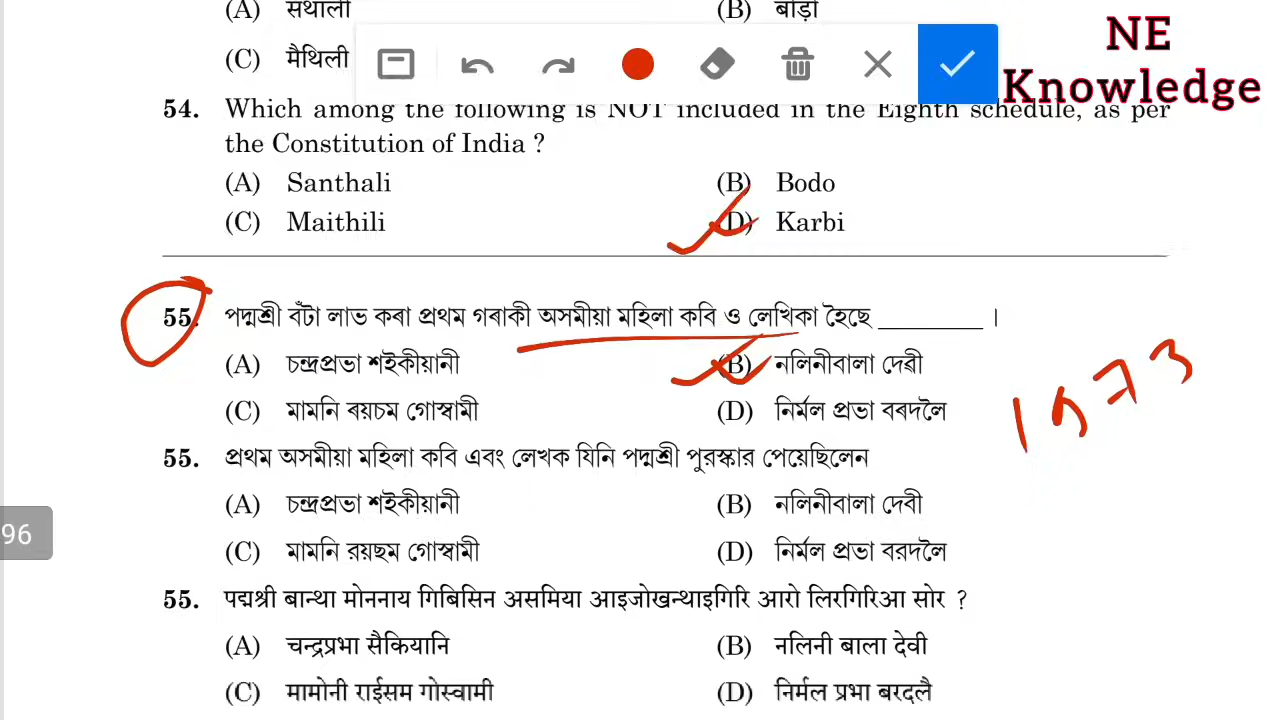 (A) संथाली (B) बोड़ो
(C) मैथिली
NE
Knowledge
54. Which among the following is NOT included in the Eighth schedule, as per
the Constitution of India ?
(A) Santhali (B) Bodo
(C) Maithili (D) Karbi
55. পদ্মশ্ৰী বঁটা লাভ কৰা প্ৰথম গৰাকী অসমীয়া মহিলা কবি ও লেখিকা হৈছে ________ ।
(A) চন্দ্ৰপ্ৰভা শইকীয়ানী (B) নলিনীবালা দেৱী
(C) মামনি ৰয়চম গোস্বামী (D) নিৰ্মল প্ৰভা বৰদলৈ
1973
55. প্রথম অসমীয়া মহিলা কবি এবং লেখক যিনি পদ্মশ্রী পুরস্কার পেয়েছিলেন
(A) চন্দ্রপ্রভা শইকীয়ানী (B) নলিনীবালা দেবী
(C) মামনি রয়ছম গোস্বামী (D) নির্মল প্রভা বরদলৈ
96
55. पद्मश्री बान्था मोननाय गिबिसिन असमिया आइजोखन्थाइगिरि आरो लिरगिरिआ सोर ?
(A) चन्द्रप्रभा सैकियानि (B) नलिनी बाला देवी
(C) मामोनी राईसम गोस्वामी (D) निर्मल प्रभा बरदलै